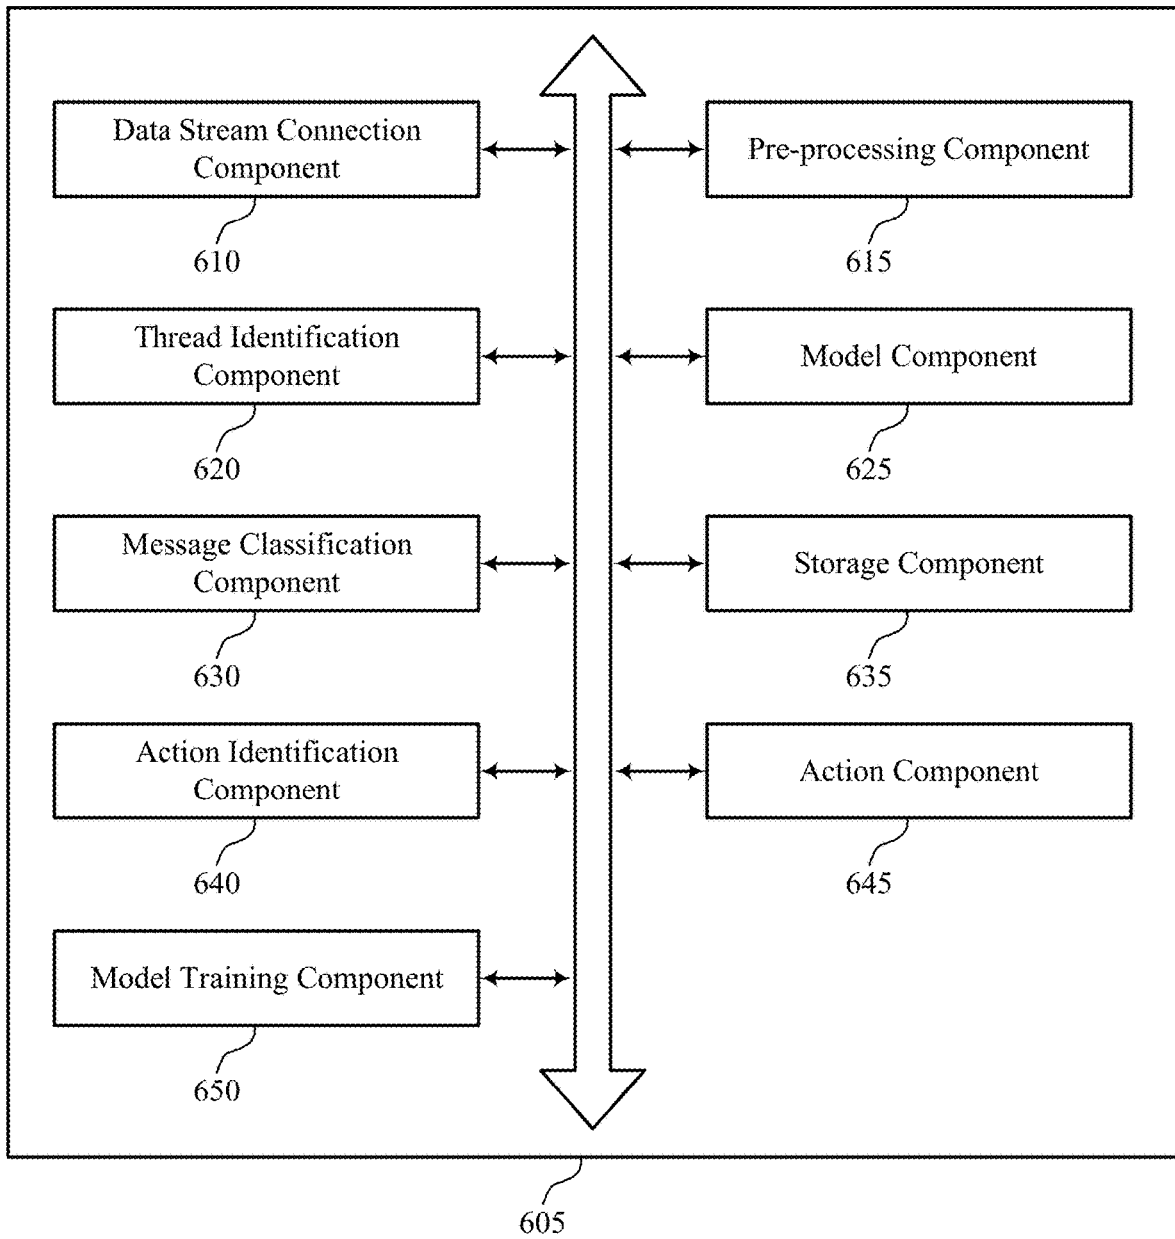 Data Stream Connection
Component
610
Pre-processing Component
615
Thread Identification
Component
620
Model Component
625
Message Classification
Component
630
Storage Component
635
Action Identification
Component
640
Action Component
645
Model Training Component
650
605